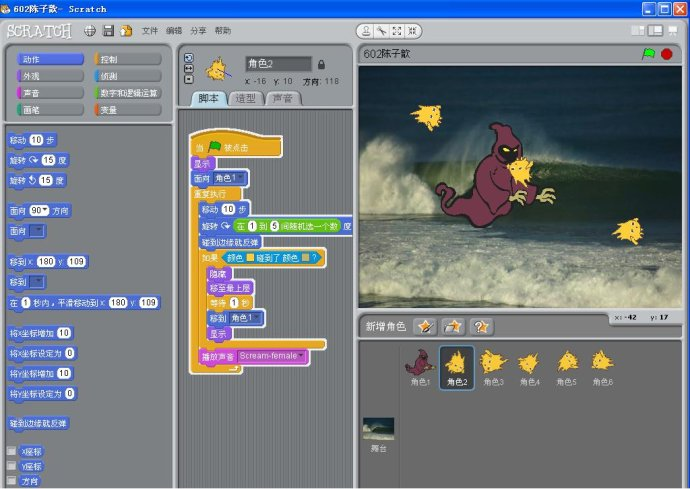 602陈子歆- Scratch
SCRATCH
文件 编辑 分享 帮助
动作 控制
外观 侦测
声音 数字和逻辑运算
画笔 变量
移动 10 步
旋转 15 度
旋转 15 度
面向 90 方向
面向
移到 x: 180 y: 109
移到
在 1 秒内，平滑移动到 x: 180 y: 109
将x坐标增加 10
将x坐标设定为 0
将y坐标增加 10
将y坐标设定为 0
碰到边缘就反弹
x座标
y座标
方向
角色2
x: -16 y: 10 方向: 118
脚本 造型 声音
当 被点击
显示
面向 角色1
重复执行
移动 10 步
旋转 在 1 到 5 间随机选一个数 度
碰到边缘就反弹
如果 颜色 碰到了 颜色 ?
隐藏
移至最上层
等待 1 秒
移到 角色1
显示
播放声音 Scream-female
602陈子歆
x: -42 y: 17
新增角色
角色1 角色2 角色3 角色4 角色5 角色6
舞台